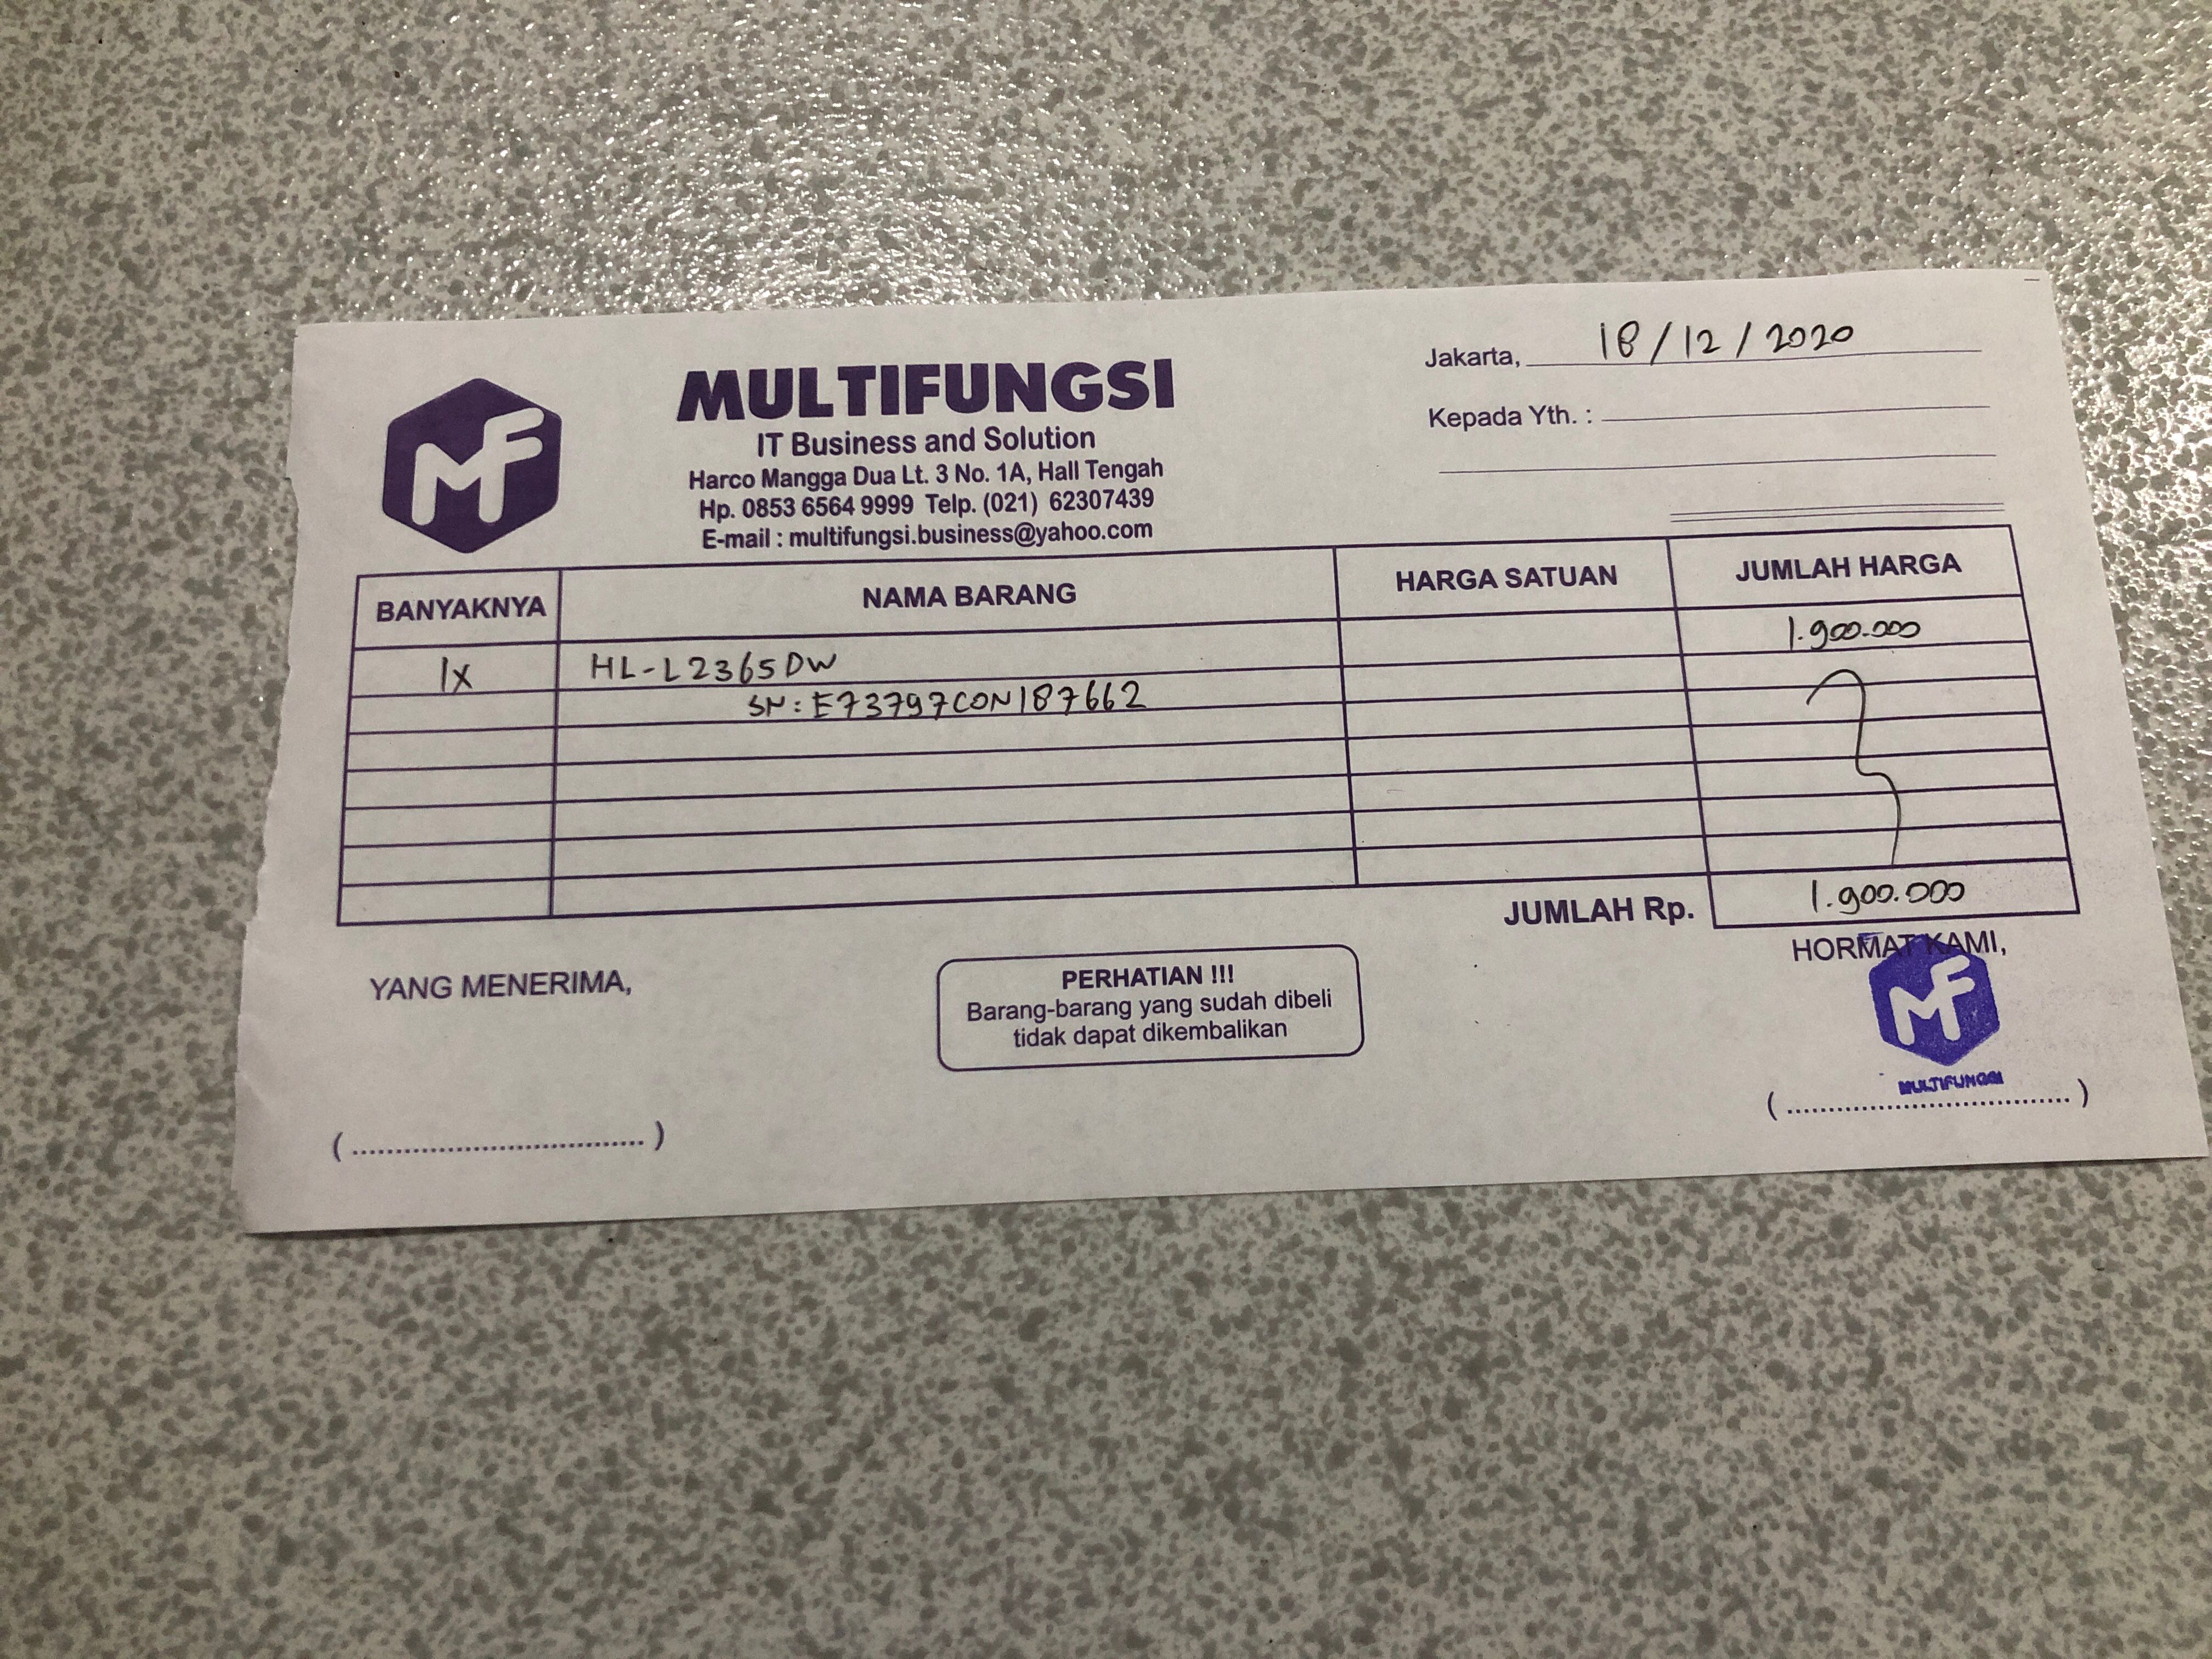 MF
MULTIFUNGSI
IT Business and Solution
Harco Mangga Dua Lt. 3 No. 1A, Hall Tengah
Hp. 0853 6564 9999 Telp. (021) 62307439
E-mail : multifungsi.business@yahoo.com
Jakarta, 18/12/2020
Kepada Yth. :
BANYAKNYA NAMA BARANG HARGA SATUAN JUMLAH HARGA
1x HL-L2365DW 1.900.000
SN: E73797C0N187662
JUMLAH Rp. 1.900.000
YANG MENERIMA,
PERHATIAN !!!
Barang-barang yang sudah dibeli
tidak dapat dikembalikan
HORMAT KAMI,
MF
MULTIFUNGSI
(................................)
(................................)